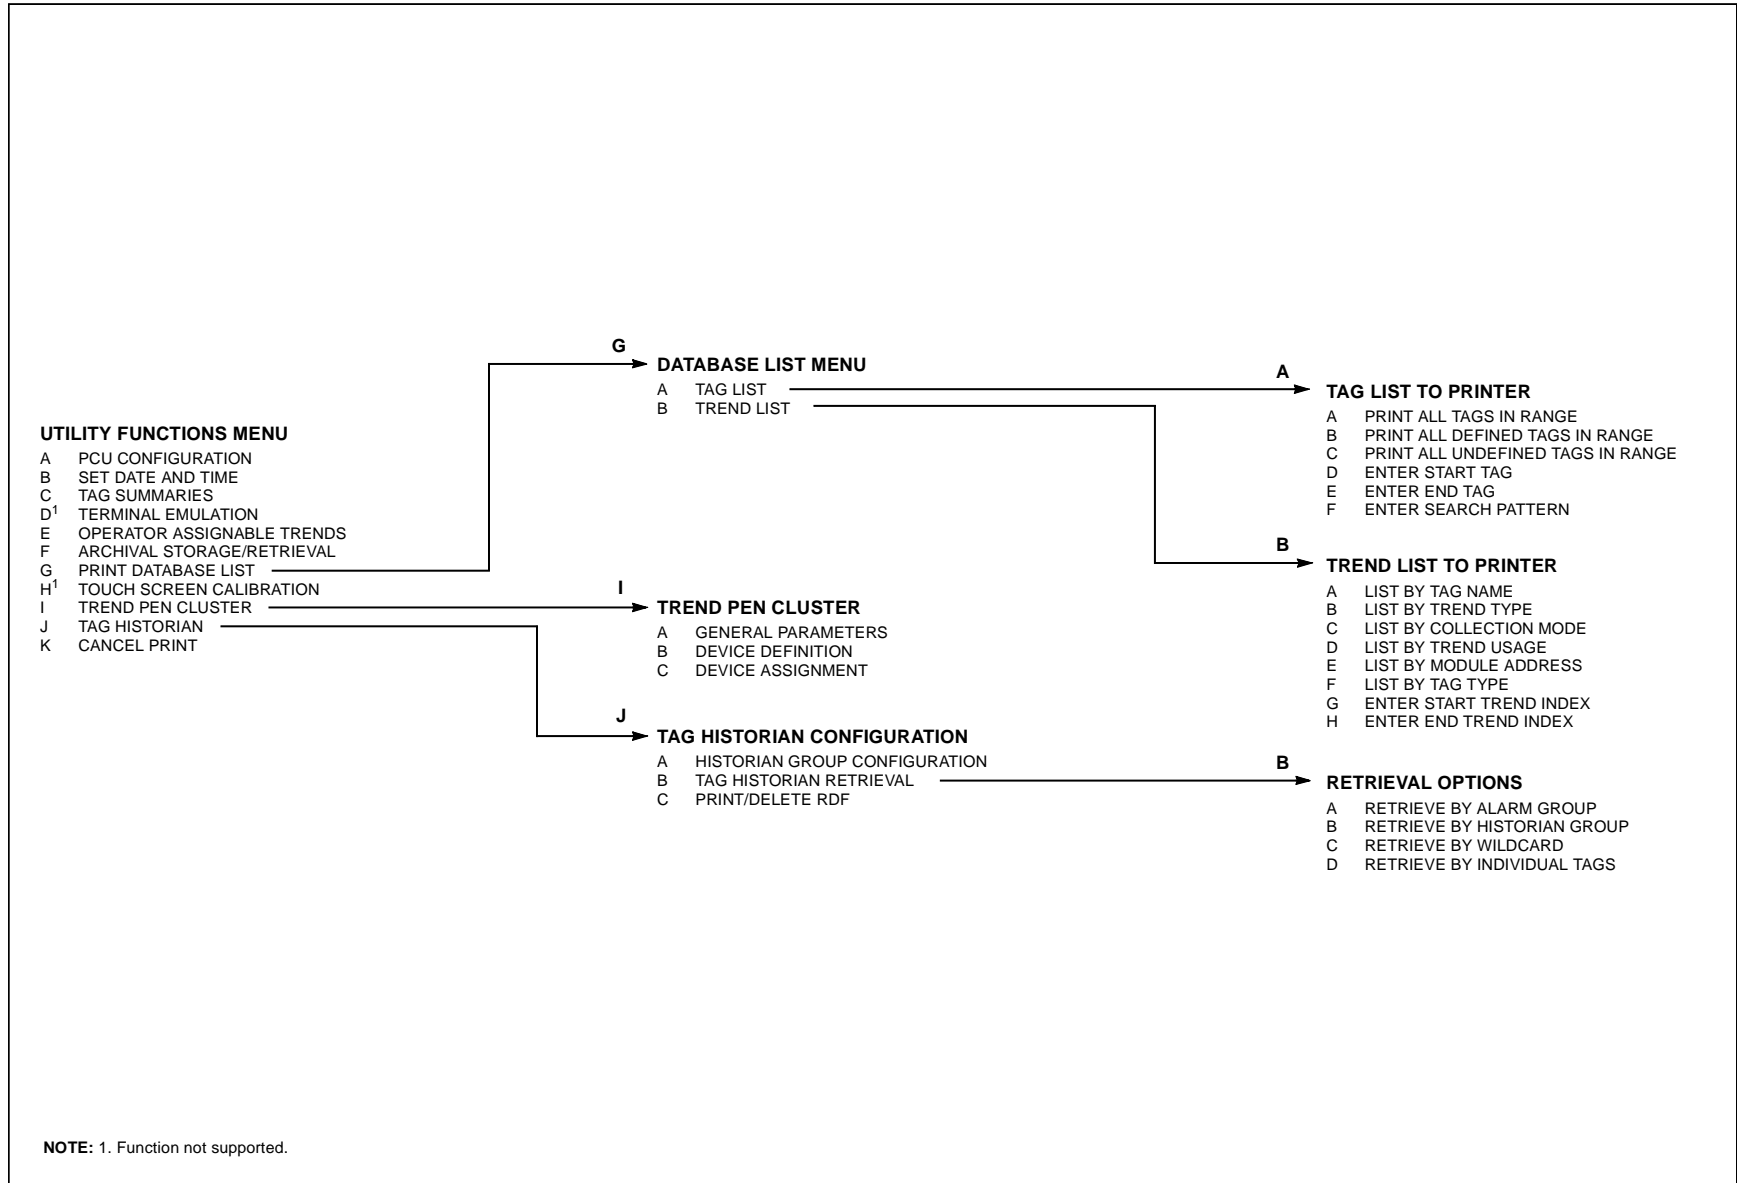 UTILITY FUNCTIONS MENU
A PCU CONFIGURATION
B SET DATE AND TIME
C TAG SUMMARIES
D1 TERMINAL EMULATION
E OPERATOR ASSIGNABLE TRENDS
F ARCHIVAL STORAGE/RETRIEVAL
G PRINT DATABASE LIST
H1 TOUCH SCREEN CALIBRATION
I TREND PEN CLUSTER
J TAG HISTORIAN
K CANCEL PRINT
G
DATABASE LIST MENU
A TAG LIST
B TREND LIST
I
TREND PEN CLUSTER
A GENERAL PARAMETERS
B DEVICE DEFINITION
C DEVICE ASSIGNMENT
J
TAG HISTORIAN CONFIGURATION
A HISTORIAN GROUP CONFIGURATION
B TAG HISTORIAN RETRIEVAL
C PRINT/DELETE RDF
A
TAG LIST TO PRINTER
A PRINT ALL TAGS IN RANGE
B PRINT ALL DEFINED TAGS IN RANGE
C PRINT ALL UNDEFINED TAGS IN RANGE
D ENTER START TAG
E ENTER END TAG
F ENTER SEARCH PATTERN
B
TREND LIST TO PRINTER
A LIST BY TAG NAME
B LIST BY TREND TYPE
C LIST BY COLLECTION MODE
D LIST BY TREND USAGE
E LIST BY MODULE ADDRESS
F LIST BY TAG TYPE
G ENTER START TREND INDEX
H ENTER END TREND INDEX
B
RETRIEVAL OPTIONS
A RETRIEVE BY ALARM GROUP
B RETRIEVE BY HISTORIAN GROUP
C RETRIEVE BY WILDCARD
D RETRIEVE BY INDIVIDUAL TAGS
NOTE: 1. Function not supported.